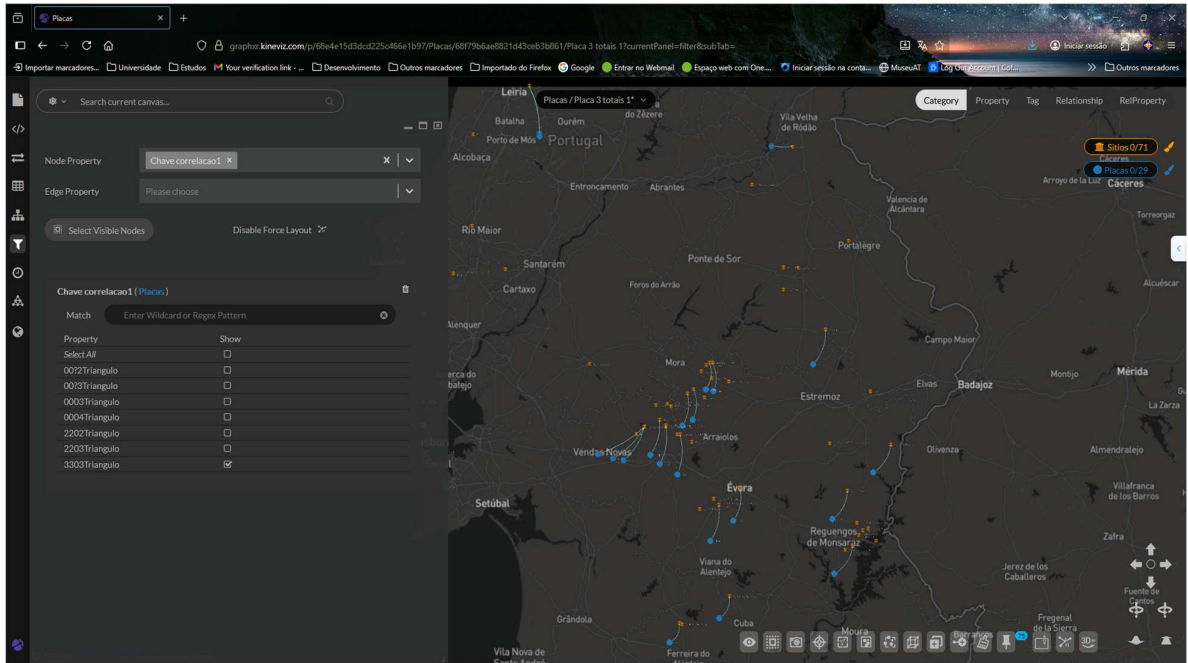 Placas
graphxr.kineviz.com/p/68e4e15d3dcd225c466e1b97/Placas/68f79b6ae8821d43ceb3b861/Placa 3 totais 1?currentPanel=filter&subTab=
Iniciar sessão
Importar marcadores... Universidade Estudos Your verification link - ... Desenvolvimento Outros marcadores Importado do Firefox Google Entrar no Webmail Espaço web com One.... Iniciar sessão na conta... MuseuAT Log Out Account | Cof... Outros marcadores
Search current canvas...
Placas / Placa 3 totais 1*
Category Property Tag Relationship RelProperty
Node Property Chave correlacao1
Edge Property Please choose
Select Visible Nodes Disable Force Layout
Chave correlacao1 ( Placas )
Match Enter Wildcard or Regex Pattern
Property Show
Select All
00?2Triangulo
00?3Triangulo
0003Triangulo
0004Triangulo
2202Triangulo
2203Triangulo
3303Triangulo
Sitios 0/71
Placas 0/29
Leiria
Batalha
Ourém
do Zêzere
Vila Velha
de Ródão
Porto de Mós
Portugal
Alcobaça
Cáceres
Arroyo de la Luz
Cáceres
Entroncamento
Abrantes
Valencia de
Alcántara
Torreorgaz
Rio Maior
Portalegre
Santarém
Ponte de Sor
Cartaxo
Foros do Arrão
Alcuéscar
Alenquer
Campo Maior
Mora
Elvas
Badajoz
Montijo
Mérida
Estremoz
La Zarza
Arraiolos
Vendas Novas
Olivenza
Almendralejo
Évora
Villafranca
de los Barros
Setúbal
Reguengos
de Monsaraz
Zafra
Viana do
Alentejo
Jerez de los
Caballeros
Fuente de
Cantos
Grândola
Cuba
Fregenal
de la Sierra
Moura
Barrancos
75
3D
Vila Nova de
Santo André
Ferreira do
Alentejo